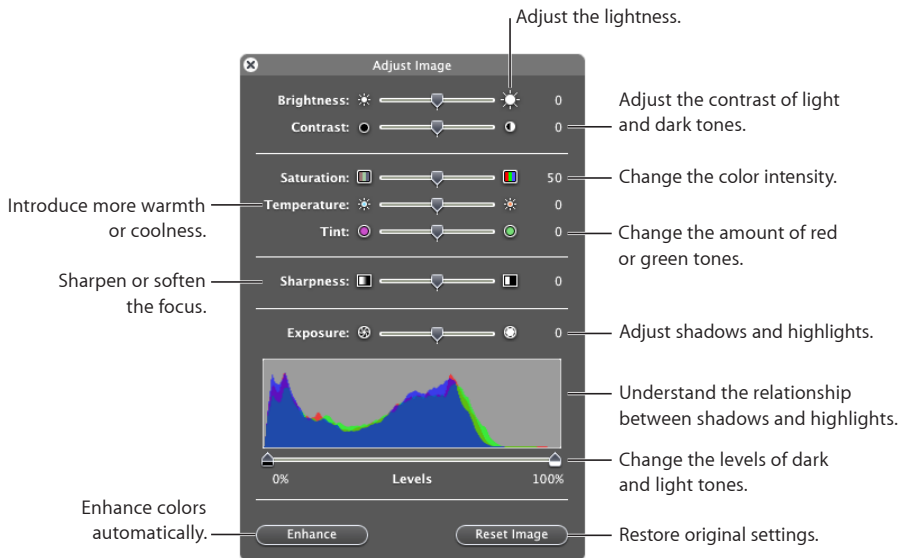 Adjust the lightness.
Adjust Image
Brightness: 0
Adjust the contrast of light
and dark tones.
Contrast: 0
Saturation: 50
Change the color intensity.
Introduce more warmth
or coolness.
Temperature: 0
Tint: 0
Change the amount of red
or green tones.
Sharpen or soften
the focus.
Sharpness: 0
Exposure: 0
Adjust shadows and highlights.
Understand the relationship
between shadows and highlights.
Change the levels of dark
and light tones.
0% Levels 100%
Enhance colors
automatically.
Enhance
Reset Image
Restore original settings.